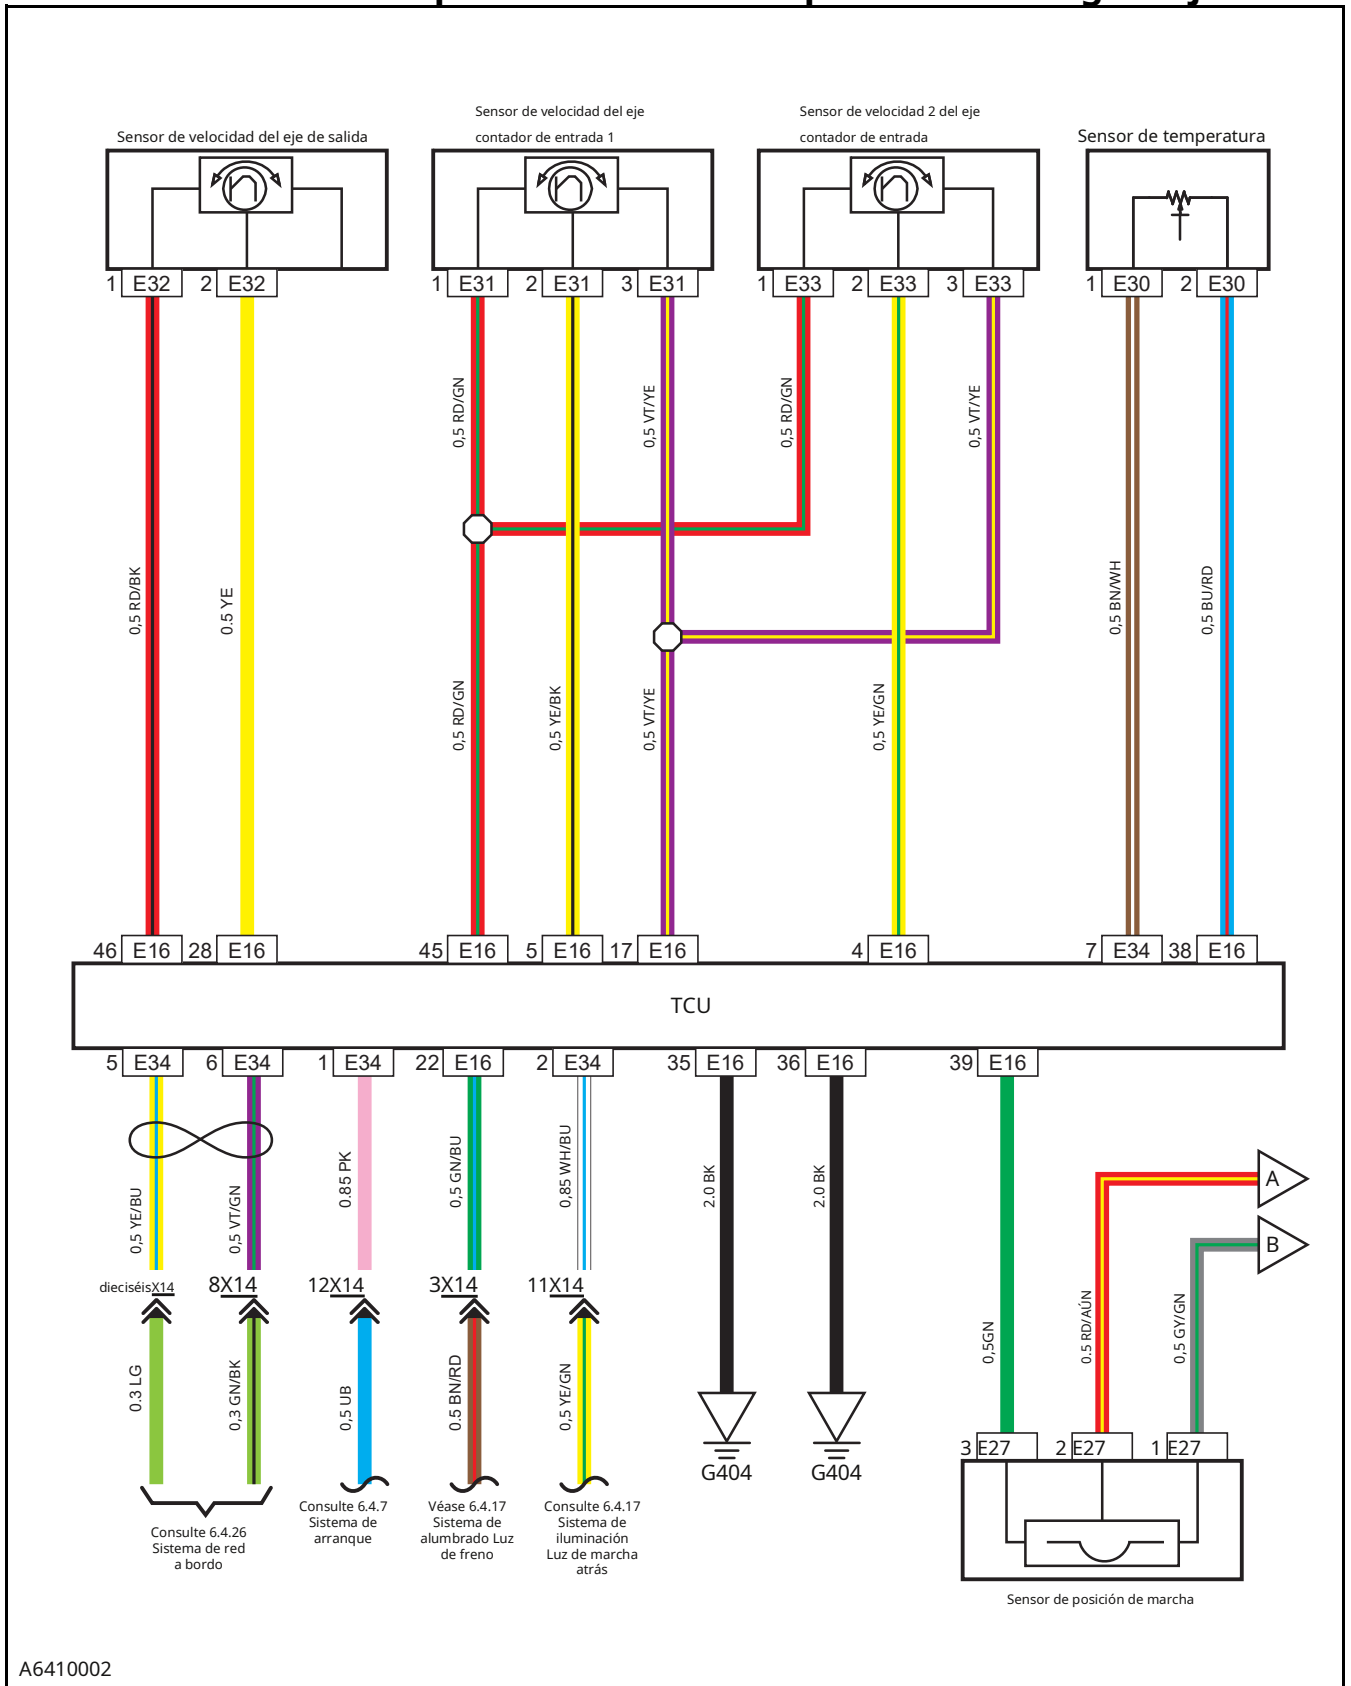 Sensor de velocidad del eje de salida
Sensor de velocidad del eje
contador de entrada 1
Sensor de velocidad 2 del eje
contador de entrada
Sensor de temperatura
1 E32 2 E32 1 E31 2 E31 3 E31 1 E33 2 E33 3 E33 1 E30 2 E30
0,5 RD/GN
0,5 VT/YE
0,5 RD/GN
0,5 VT/YE
0,5 RD/BK
0.5 YE
0,5 BN/WH
0,5 BU/RD
0,5 RD/GN
0,5 YE/BK
0,5 VT/YE
0,5 YE/GN
46 E16 28 E16 45 E16 5 E16 17 E16 4 E16 7 E34 38 E16
TCU
5 E34 6 E34 1 E34 22 E16 2 E34 35 E16 36 E16 39 E16
0,5 YE/BU
0,5 VT/GN
0.85 PK
0,5 GN/BU
0,85 WH/BU
2.0 BK
2.0 BK
A
B
dieciséisX14 8X14 12X14 3X14 11X14
0.3 LG
0,3 GN/BK
0,5 UB
0.5 BN/RD
0,5 YE/GN
0,5GN
0.5 RD/AÚN
0,5 GY/GN
G404 G404
3 E27 2 E27 1 E27
Consulte 6.4.26
Sistema de red
a bordo
Consulte 6.4.7
Sistema de
arranque
Véase 6.4.17
Sistema de
alumbrado Luz
de freno
Consulte 6.4.17
Sistema de
iluminación
Luz de marcha
atrás
Sensor de posición de marcha
A6410002